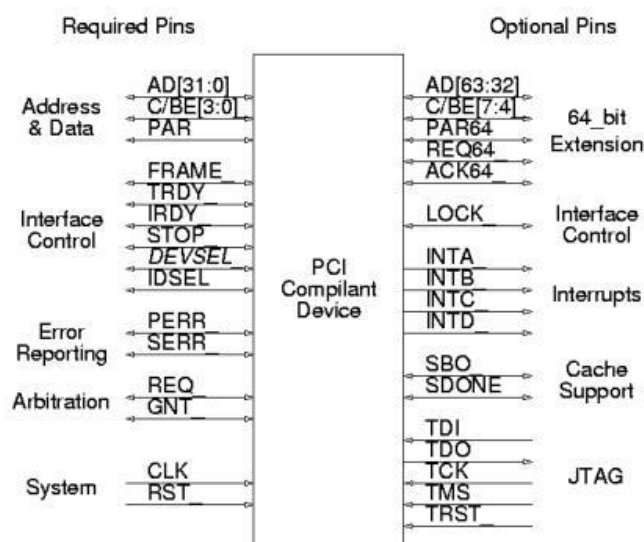 Required Pins
Optional Pins
Address
& Data
AD[31:0]
C/BE[3:0]
PAR
Interface
Control
FRAME_
TRDY_
IRDY_
STOP_
DEVSEL_
IDSEL
Error
Reporting
PERR_
SERR_
Arbitration
REQ_
GNT_
System
CLK
RST_
PCI
Compilant
Device
AD[63:32]
C/BE[7:4]
PAR64
REQ64_
ACK64_
64_bit
Extension
LOCK_
Interface
Control
INTA_
INTB_
INTC_
INTD_
Interrupts
SBO_
SDONE
Cache
Support
TDI
TDO
TCK
TMS
TRST_
JTAG